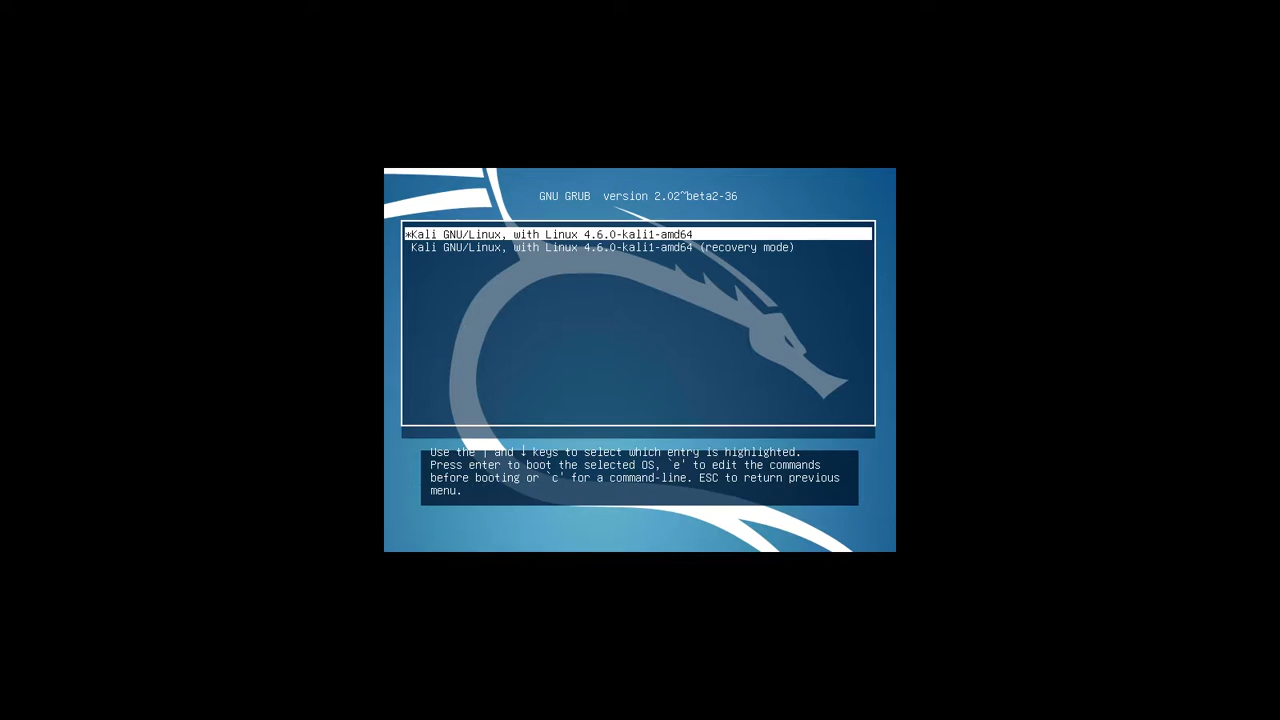 GNU GRUB  version 2.02~beta2-36
*Kali GNU/Linux, with Linux 4.6.0-kali1-amd64
Kali GNU/Linux, with Linux 4.6.0-kali1-amd64 (recovery mode)
Use the ↑ and ↓ keys to select which entry is highlighted.
Press enter to boot the selected OS, `e' to edit the commands
before booting or `c' for a command-line. ESC to return previous
menu.